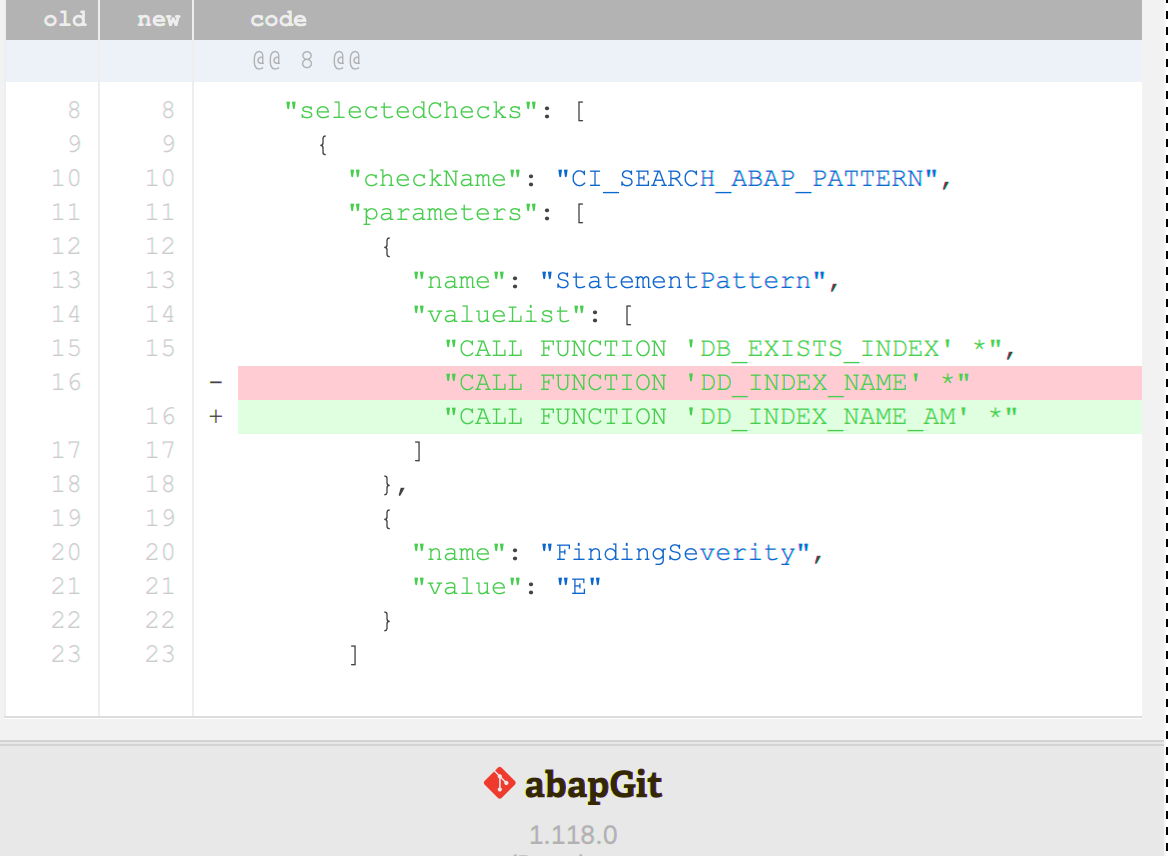 old new code
@@ 8 @@
8 8 "selectedChecks": [
9 9 {
10 10 "checkName": "CI_SEARCH_ABAP_PATTERN",
11 11 "parameters": [
12 12 {
13 13 "name": "StatementPattern",
14 14 "valueList": [
15 15 "CALL FUNCTION 'DB_EXISTS_INDEX' *",
16 - "CALL FUNCTION 'DD_INDEX_NAME' *"
16 + "CALL FUNCTION 'DD_INDEX_NAME_AM' *"
17 17 ]
18 18 },
19 19 {
20 20 "name": "FindingSeverity",
21 21 "value": "E"
22 22 }
23 23 ]
abapGit
1.118.0